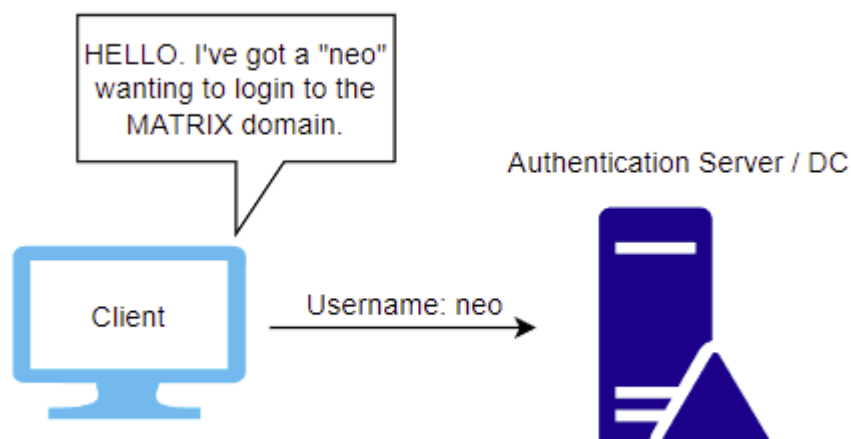 HELLO. I've got a "neo"
wanting to login to the
MATRIX domain.
Authentication Server / DC
Client
Username: neo